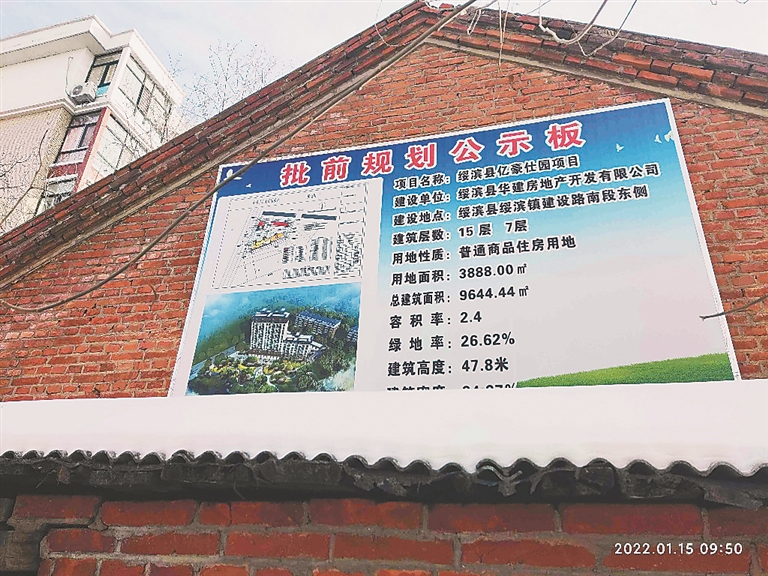 批前规划公示板
项目名称：绥滨县亿豪仕园项目
建设单位：绥滨县华建房地产开发有限公司
建设地点：绥滨县绥滨镇建设路南段东侧
建筑层数：15层 7层
用地性质：普通商品住房用地
用地面积：3888.00㎡
总建筑面积：9644.44㎡
容积率：2.4
绿地率：26.62%
建筑高度：47.8米
2022.01.15 09:50